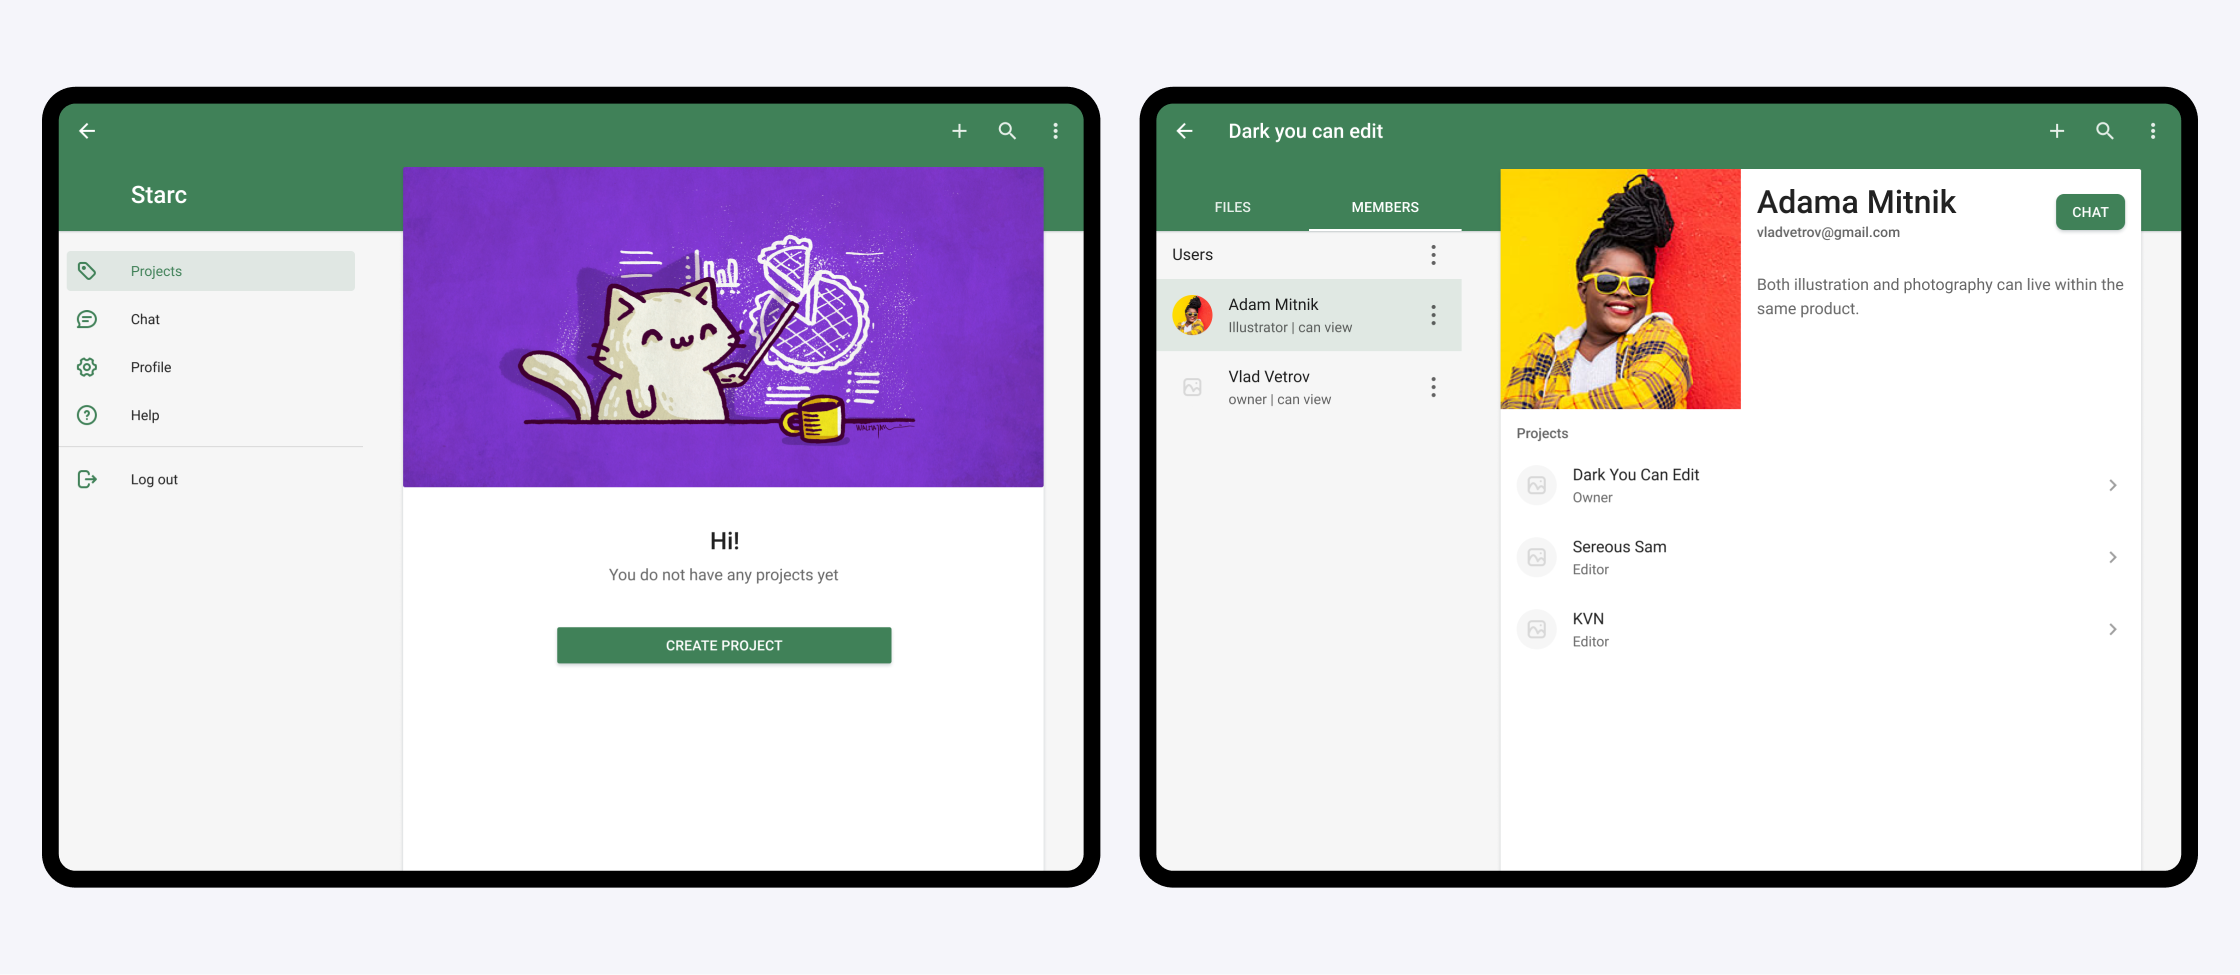 Starc
Projects
Chat
Profile
Help
Log out
Hi!
You do not have any projects yet
CREATE PROJECT
Dark you can edit
FILES
MEMBERS
Users
Adam Mitnik
Illustrator | can view
Vlad Vetrov
owner | can view
Adama Mitnik
vladvetrov@gmail.com
CHAT
Both illustration and photography can live within the
same product.
Projects
Dark You Can Edit
Owner
Sereous Sam
Editor
KVN
Editor